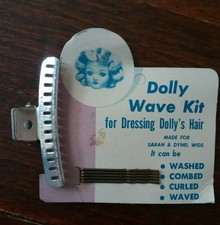 Dolly
Wave Kit
for Dressing Dolly's Hair
MADE FOR
SARAN & DYNEL WIGS
It can be
• WASHED
• COMBED
• CURLED
• WAVED